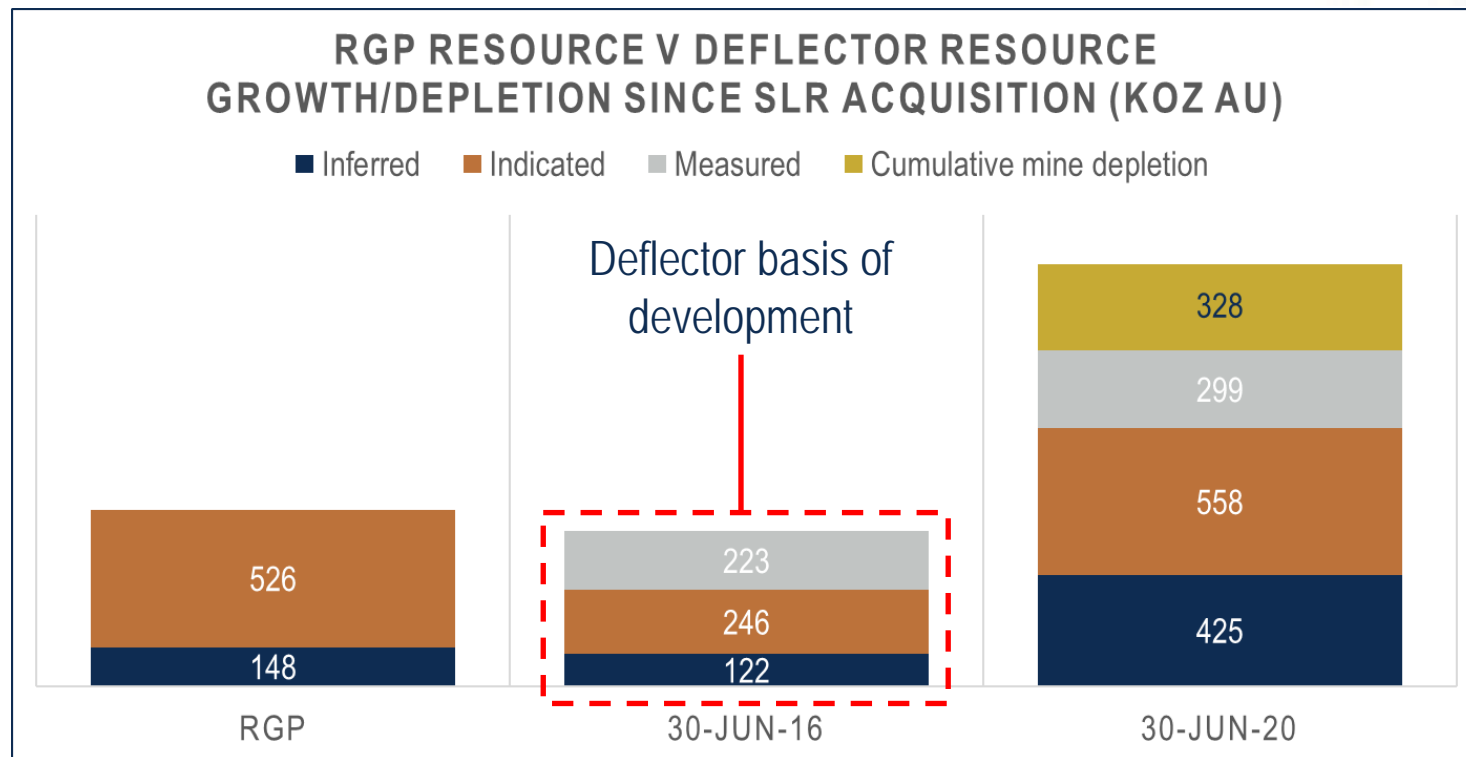 RGP RESOURCE V DEFLECTOR RESOURCE
GROWTH/DEPLETION SINCE SLR ACQUISITION (KOZ AU)
Inferred Indicated Measured Cumulative mine depletion
Deflector basis of
development
526
148
223
246
122
328
299
558
425
RGP 30-JUN-16 30-JUN-20